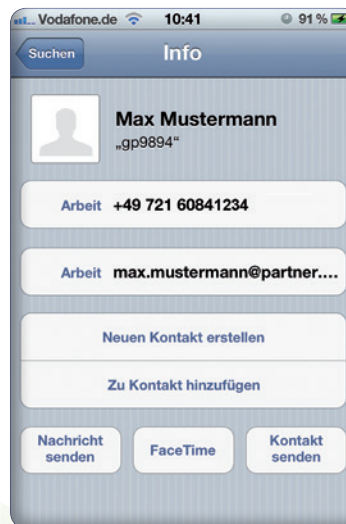 Vodafone.de 10:41 91 %
Suchen Info
Max Mustermann
„gp9894“
Arbeit +49 721 60841234
Arbeit max.mustermann@partner....
Neuen Kontakt erstellen
Zu Kontakt hinzufügen
Nachricht senden FaceTime Kontakt senden